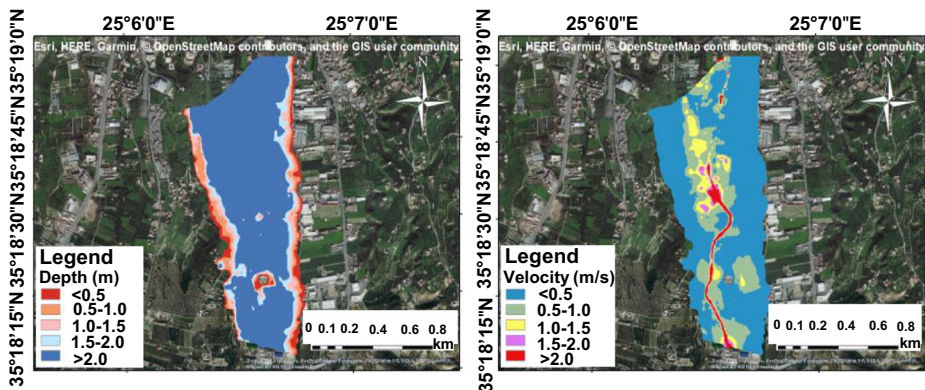 25°6'0"E 25°7'0"E
35°19'0"N
35°18'45"N
35°18'30"N
35°18'15"N
Esri, HERE, Garmin, © OpenStreetMap contributors, and the GIS user community
N
Legend
Depth (m)
<0.5
0.5-1.0
1.0-1.5
1.5-2.0
>2.0
0 0.1 0.2 0.4 0.6 0.8
km
25°6'0"E 25°7'0"E
35°19'0"N
35°18'45"N
35°18'30"N
35°18'15"N
Esri, HERE, Garmin, © OpenStreetMap contributors, and the GIS user community
N
Legend
Velocity (m/s)
<0.5
0.5-1.0
1.0-1.5
1.5-2.0
>2.0
0 0.1 0.2 0.4 0.6 0.8
km